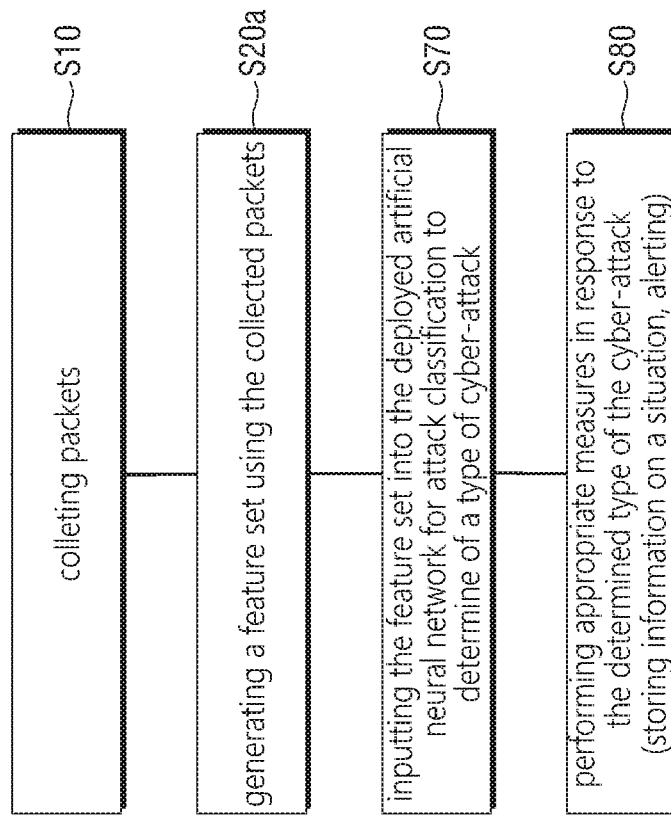 colleting packets
S10
generating a feature set using the collected packets
S20a
inputting the feature set into the deployed artificial
neural network for attack classification to
determine of a type of cyber-attack
S70
performing appropriate measures in response to
the determined type of the cyber-attack
(storing information on a situation, alerting)
S80